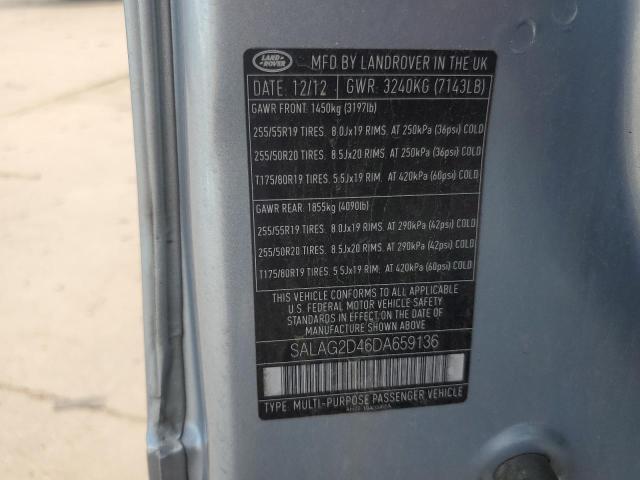 LAND ROVER
MFD BY LANDROVER IN THE UK
DATE: 12/12 GWR: 3240KG (7143LB)
GAWR FRONT: 1450kg (3197lb)
255/55R19 TIRES. 8.0Jx19 RIMS. AT 250kPa (36psi) COLD
255/50R20 TIRES. 8.5Jx20 RIMS. AT 250kPa (36psi) COLD
T175/80R19 TIRES. 5.5Jx19 RIM. AT 420kPa (60psi) COLD
GAWR REAR: 1855kg (4090lb)
255/55R19 TIRES. 8.0Jx19 RIMS. AT 290kPa (42psi) COLD
255/50R20 TIRES. 8.5Jx20 RIMS. AT 290kPa (42psi) COLD
T175/80R19 TIRES. 5.5Jx19 RIM. AT 420kPa (60psi) COLD
THIS VEHICLE CONFORMS TO ALL APPLICABLE
U.S. FEDERAL MOTOR VEHICLE SAFETY
STANDARDS IN EFFECT ON THE DATE OF
MANUFACTURE SHOWN ABOVE
SALAG2D46DA659136
TYPE: MULTI-PURPOSE PASSENGER VEHICLE